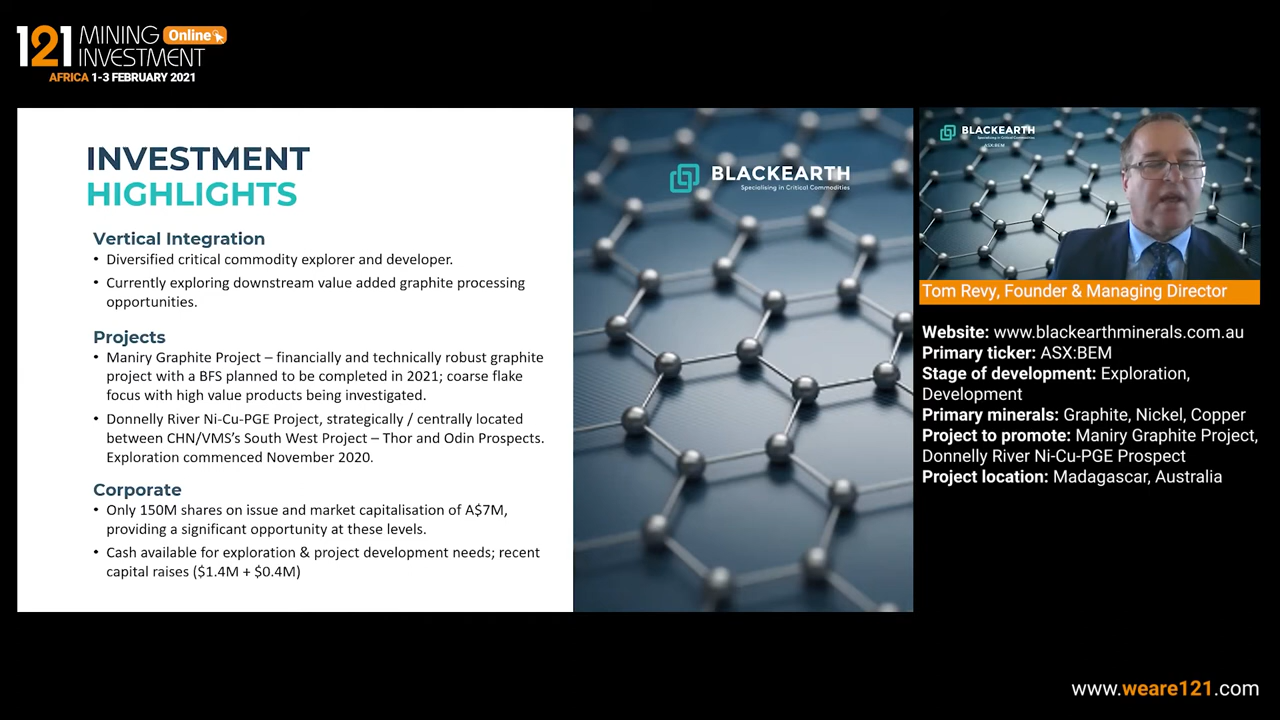 121 MINING Online
INVESTMENT
AFRICA 1-3 FEBRUARY 2021
INVESTMENT
HIGHLIGHTS
Vertical Integration
• Diversified critical commodity explorer and developer.
• Currently exploring downstream value added graphite processing
opportunities.
Projects
• Maniry Graphite Project – financially and technically robust graphite
project with a BFS planned to be completed in 2021; coarse flake
focus with high value products being investigated.
• Donnelly River Ni-Cu-PGE Project, strategically / centrally located
between CHN/VMS's South West Project – Thor and Odin Prospects.
Exploration commenced November 2020.
Corporate
• Only 150M shares on issue and market capitalisation of A$7M,
providing a significant opportunity at these levels.
• Cash available for exploration & project development needs; recent
capital raises ($1.4M + $0.4M)
BLACKEARTH
Specialising in Critical Commodities
BLACKEARTH
Specialising in Critical Commodities
ASX:BEM
Tom Revy, Founder & Managing Director
Website: www.blackearthminerals.com.au
Primary ticker: ASX:BEM
Stage of development: Exploration,
Development
Primary minerals: Graphite, Nickel, Copper
Project to promote: Maniry Graphite Project,
Donnelly River Ni-Cu-PGE Prospect
Project location: Madagascar, Australia
www.weare121.com